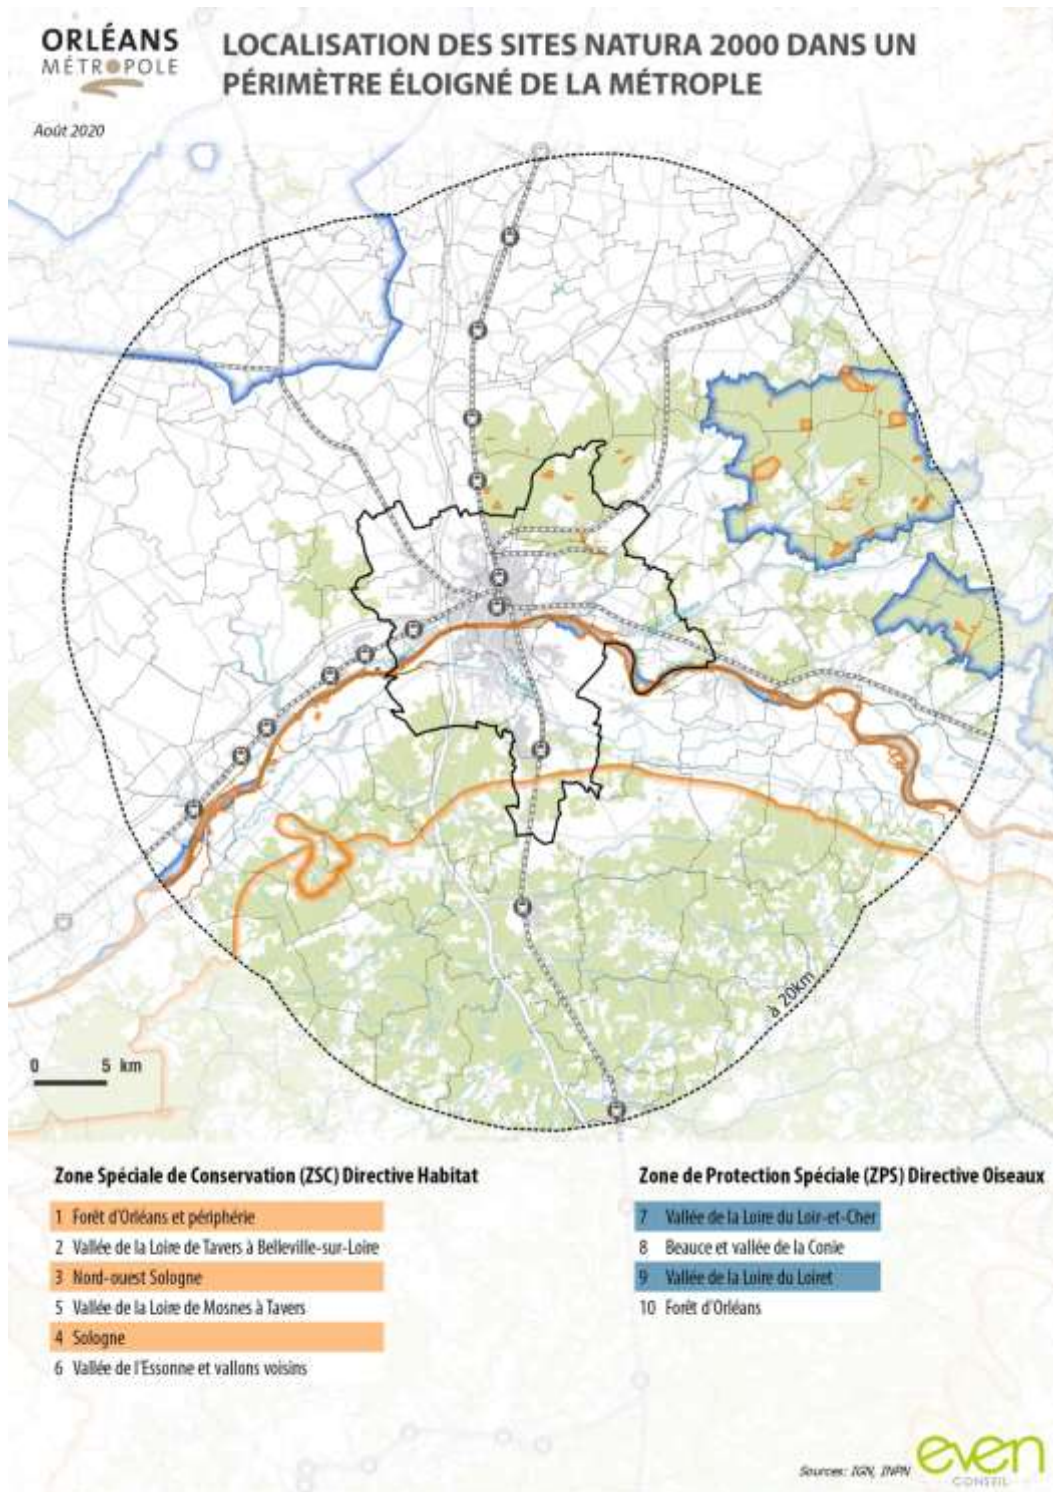 ORLÉANS
MÉTROPOLE
LOCALISATION DES SITES NATURA 2000 DANS UN
PÉRIMÈTRE ÉLOIGNÉ DE LA MÉTROPLE
Août 2020
à 20km
0 5 km
Zone Spéciale de Conservation (ZSC) Directive Habitat
1 Forêt d'Orléans et périphérie
2 Vallée de la Loire de Tavers à Belleville-sur-Loire
3 Nord-ouest Sologne
5 Vallée de la Loire de Mosnes à Tavers
4 Sologne
6 Vallée de l'Essonne et vallons voisins
Zone de Protection Spéciale (ZPS) Directive Oiseaux
7 Vallée de la Loire du Loir-et-Cher
8 Beauce et vallée de la Conie
9 Vallée de la Loire du Loiret
10 Forêt d'Orléans
Sources: IGN, INPN
even
CONSEIL